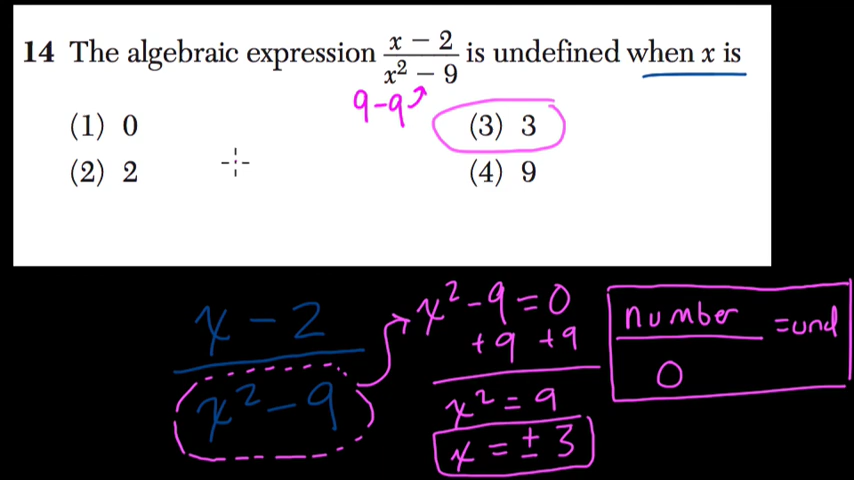 14 The algebraic expression x − 2 / x² − 9 is undefined when x is
9-9
(1) 0
(3) 3
(2) 2
(4) 9
x - 2 / x² - 9
x² - 9 = 0
+9 +9
x² = 9
x = ± 3
number / 0 = und